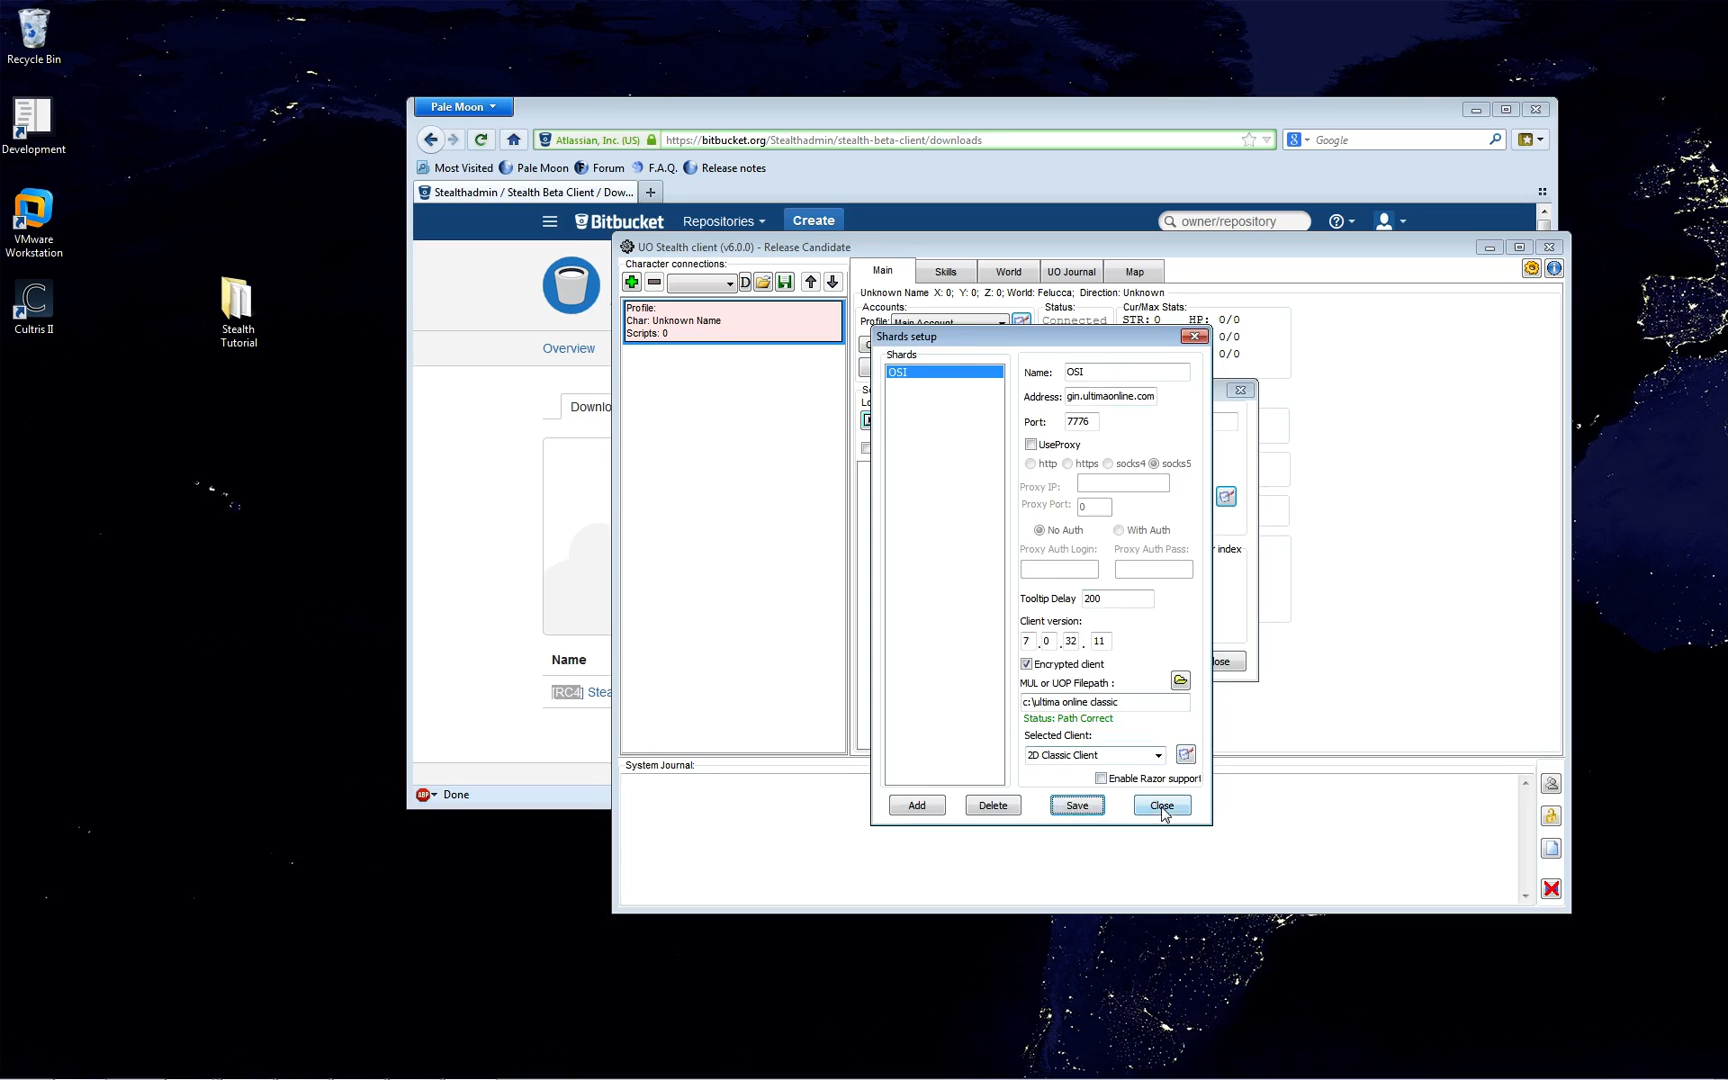 Recycle Bin
Development
VMware
Workstation
Cultris II
Stealth
Tutorial
Pale Moon
Atlassian, Inc. (US)
https://bitbucket.org/Stealthadmin/stealth-beta-client/downloads
Google
Most Visited
Pale Moon
Forum
F.A.Q.
Release notes
Stealthadmin / Stealth Beta Client / Dow...
Bitbucket
Repositories
Create
owner/repository
Overview
Downlo
Name
[RC4] Stea
ABP
Done
UO Stealth client (v6.0.0) - Release Candidate
Character connections:
D
Profile:
Char: Unknown Name
Scripts: 0
Main
Skills
World
UO Journal
Map
Unknown Name X: 0; Y: 0; Z: 0; World: Felucca; Direction: Unknown
Accounts:
Status:
Cur/Max Stats:
Profile: Main Account
Connected
STR: 0 HP: 0/0
0/0
0/0
Shards setup
Shards
OSI
Name: OSI
Address: gin.ultimaonline.com
Port: 7776
UseProxy
http https socks4 socks5
Proxy IP:
Proxy Port: 0
No Auth With Auth
Proxy Auth Login: Proxy Auth Pass:
Tooltip Delay 200
Client version:
7 . 0 . 32 . 11
Encrypted client
MUL or UOP Filepath :
c:\ultima online classic
Status: Path Correct
Selected Client:
2D Classic Client
Enable Razor support
Add Delete Save Close
index
lose
System Journal: